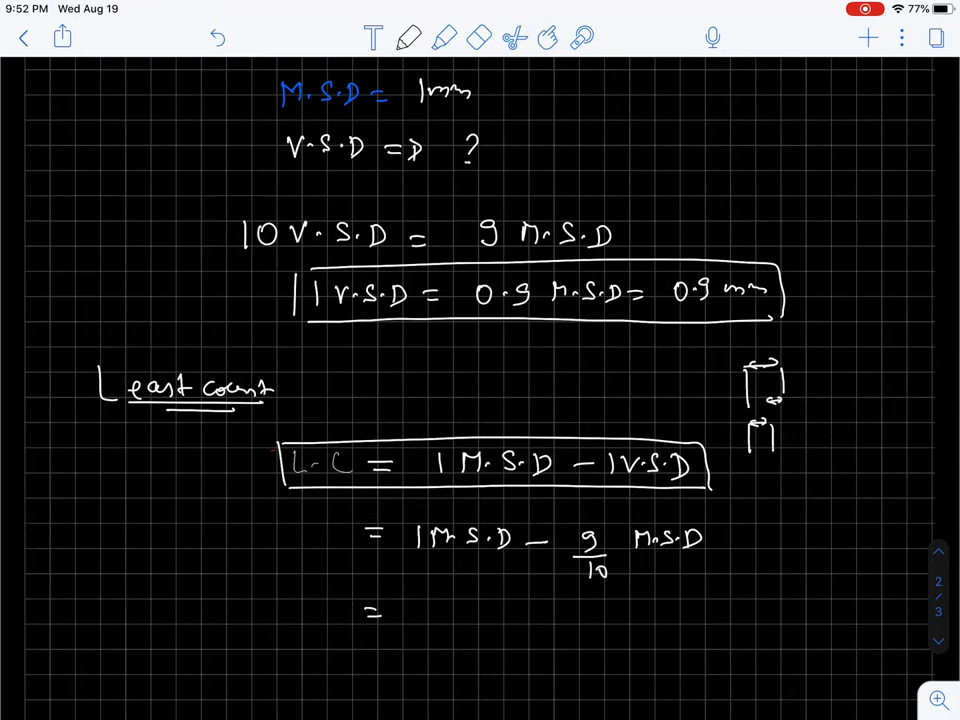 9:52 PM Wed Aug 19 77%
T
M.S.D = 1mm
V.S.D = D ?
10 V.S.D = 9 M.S.D
1 V.S.D = 0.9 M.S.D = 0.9 mm
Least count
L.C = 1 M.S.D - 1 V.S.D
= 1 M.S.D - 9/10 M.S.D
=
2
/
3